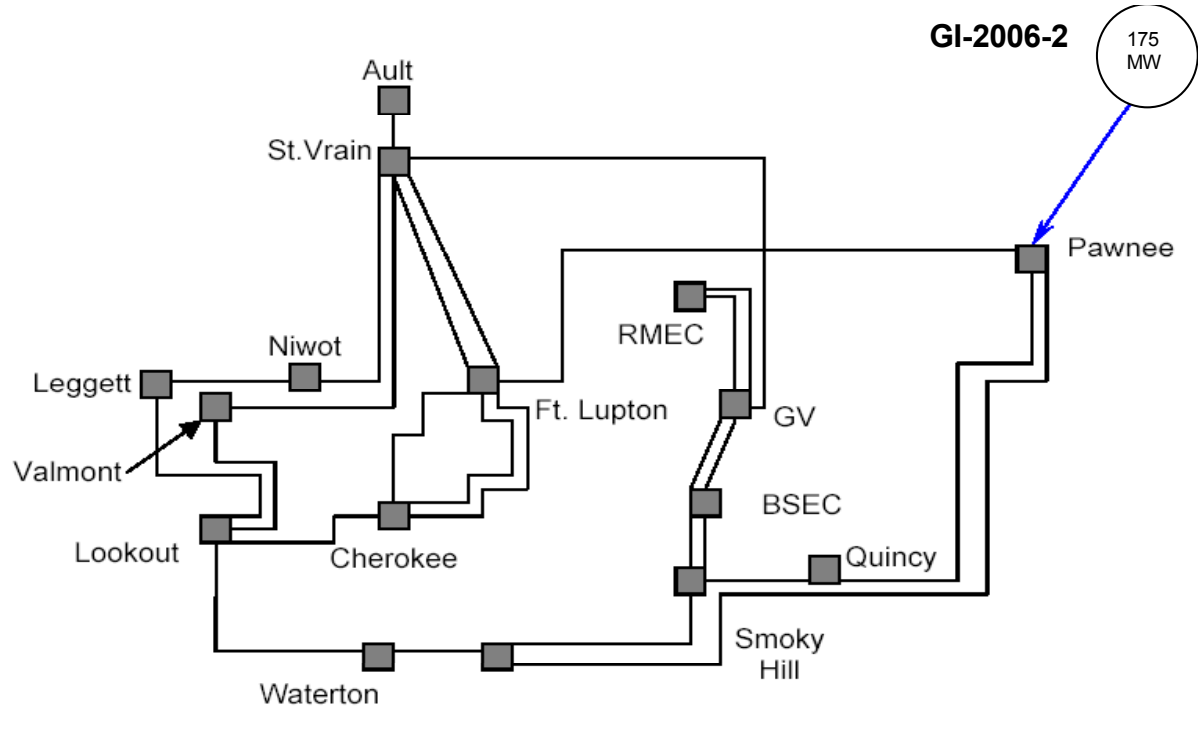 GI-2006-2
175
MW
Ault
St.Vrain
Pawnee
RMEC
Niwot
Leggett
Ft. Lupton
GV
Valmont
BSEC
Lookout
Cherokee
Quincy
Smoky
Hill
Waterton